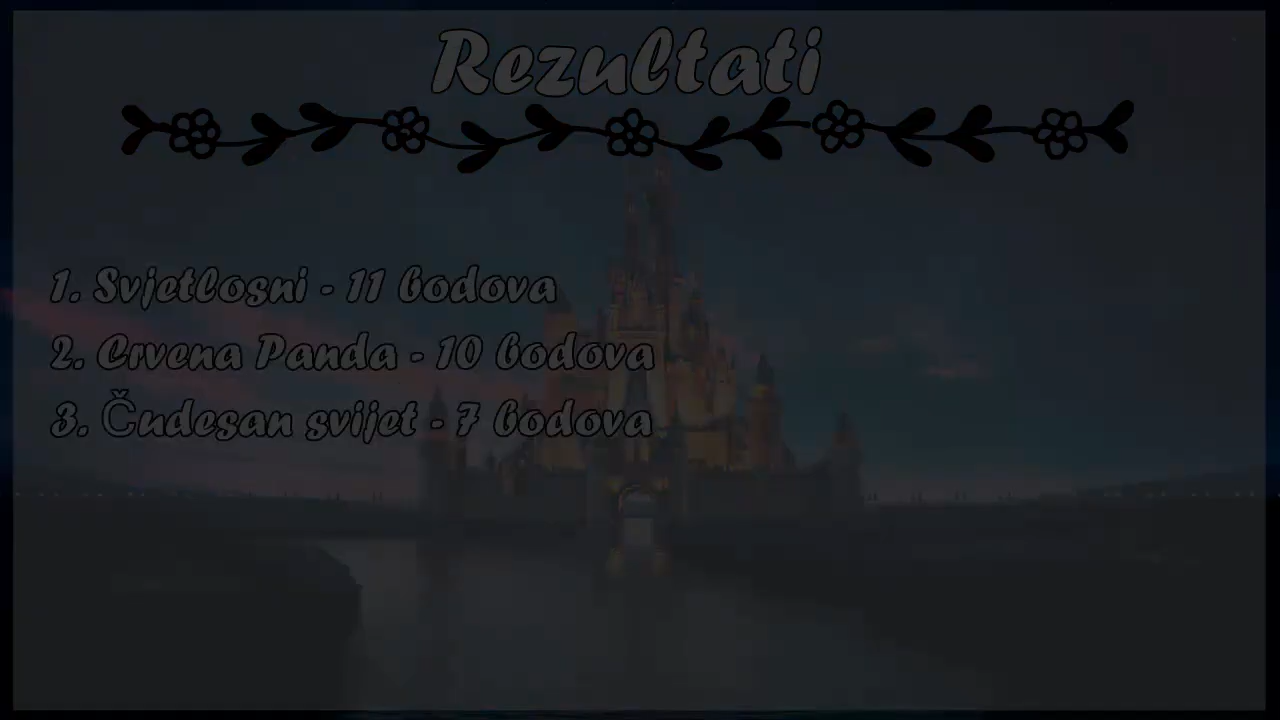 Rezultati
1. Svjetlosni - 11 bodova
2. Crvena Panda - 10 bodova
3. Čudesan svijet - 7 bodova